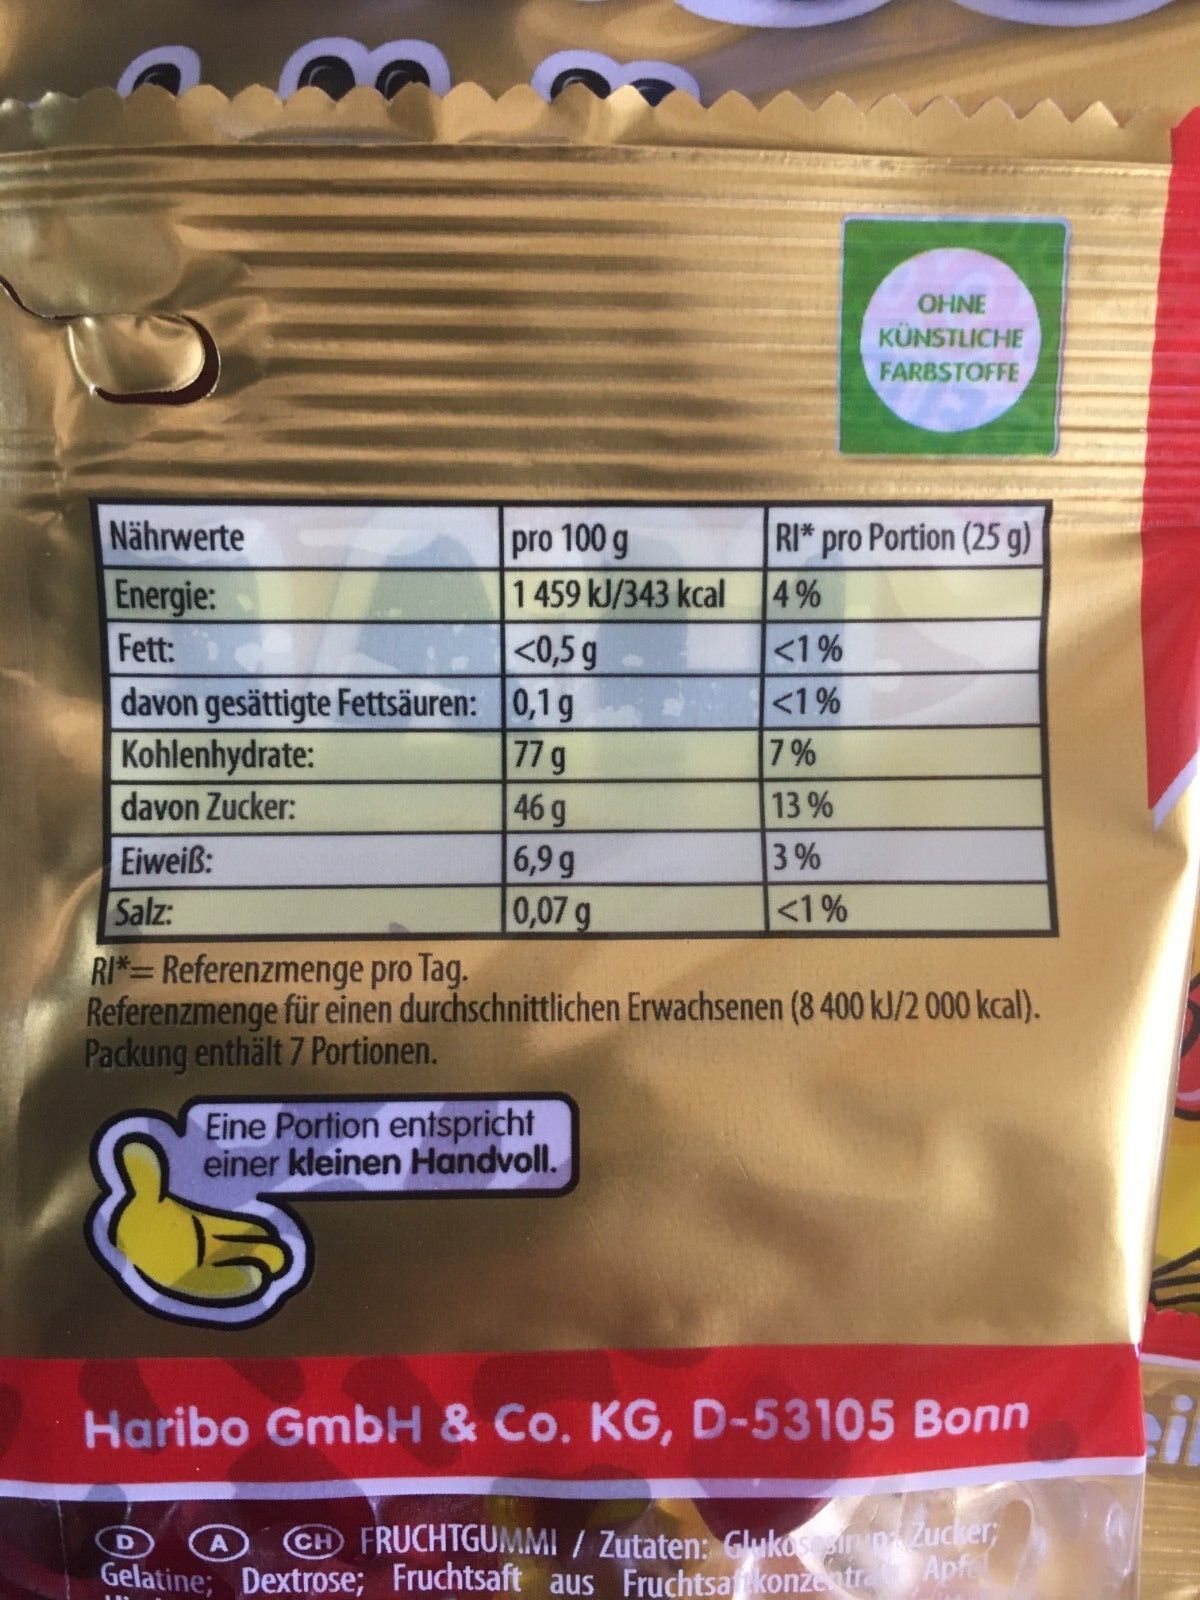 OHNE
KÜNSTLICHE
FARBSTOFFE
Nährwerte pro 100 g RI* pro Portion (25 g)
Energie: 1 459 kJ/343 kcal 4 %
Fett: <0,5 g <1 %
davon gesättigte Fettsäuren: 0,1 g <1 %
Kohlenhydrate: 77 g 7 %
davon Zucker: 46 g 13 %
Eiweiß: 6,9 g 3 %
Salz: 0,07 g <1 %
RI*= Referenzmenge pro Tag.
Referenzmenge für einen durchschnittlichen Erwachsenen (8 400 kJ/2 000 kcal).
Packung enthält 7 Portionen.
Eine Portion entspricht
einer kleinen Handvoll.
Haribo GmbH & Co. KG, D-53105 Bonn
D A CH FRUCHTGUMMI / Zutaten: Glukosesirup; Zucker;
Gelatine; Dextrose; Fruchtsaft aus